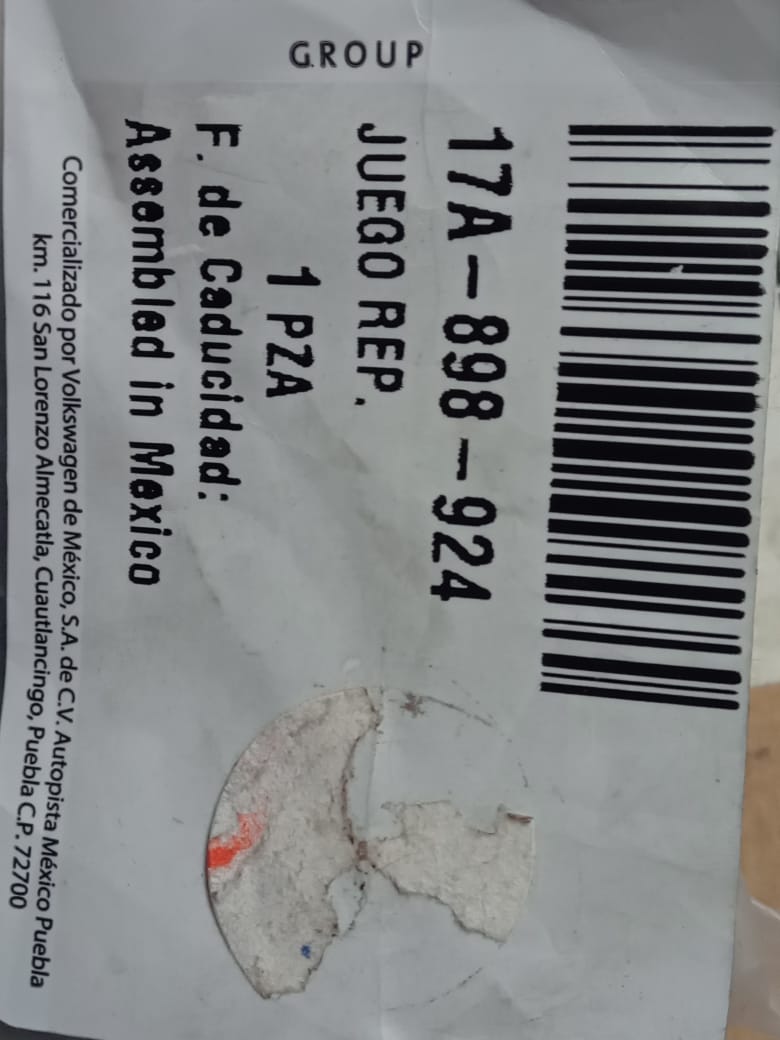 GROUP
17A-898-924
JUEGO REP.
1 PZA
F. de Caducidad:
Assembled in Mexico
Comercializado por Volkswagen de México, S.A. de C.V. Autopista México Puebla
km. 116 San Lorenzo Almecatla, Cuautlancingo, Puebla C.P. 72700